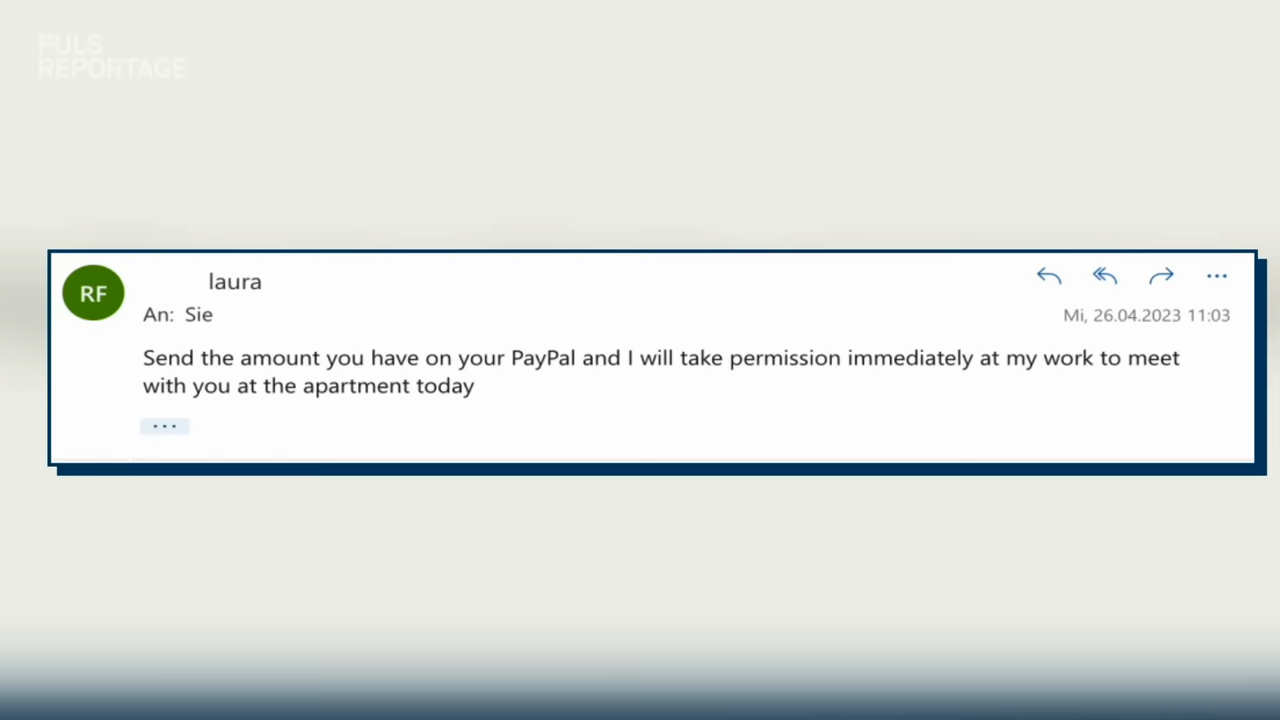 PULS
REPORTAGE
RF
laura
An: Sie
Mi, 26.04.2023 11:03
Send the amount you have on your PayPal and I will take permission immediately at my work to meet
with you at the apartment today
...